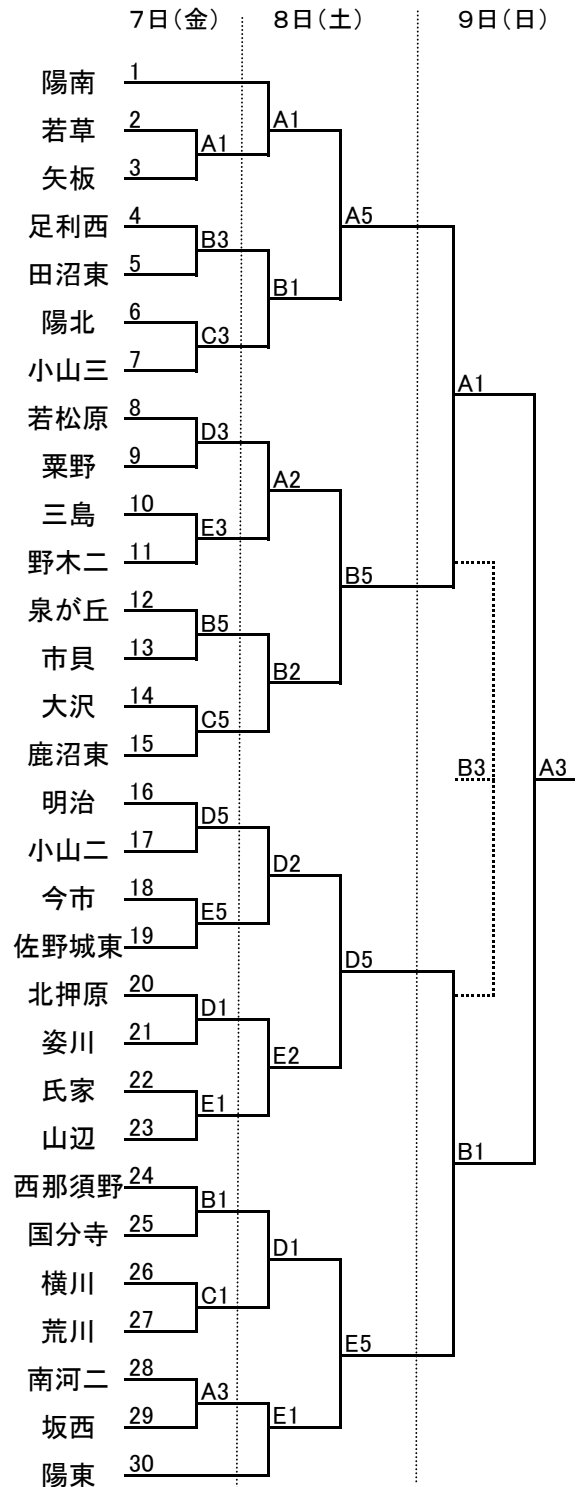 7日(金) 8日(土) 9日(日)
陽南 1
A1
若草 2
A1
矢板 3
足利西 4
A5
B3
田沼東 5
B1
陽北 6
C3
小山三 7
A1
若松原 8
D3
粟野 9
A2
三島 10
E3
野木二 11
B5
泉が丘 12
B5
市貝 13
B2
大沢 14
C5
鹿沼東 15
B3 A3
明治 16
D5
小山二 17
D2
今市 18
E5
佐野城東 19
D5
北押原 20
D1
姿川 21
E2
氏家 22
E1
山辺 23
B1
西那須野 24
B1
国分寺 25
D1
横川 26
C1
荒川 27
E5
南河二 28
A3
坂西 29
E1
陽東 30